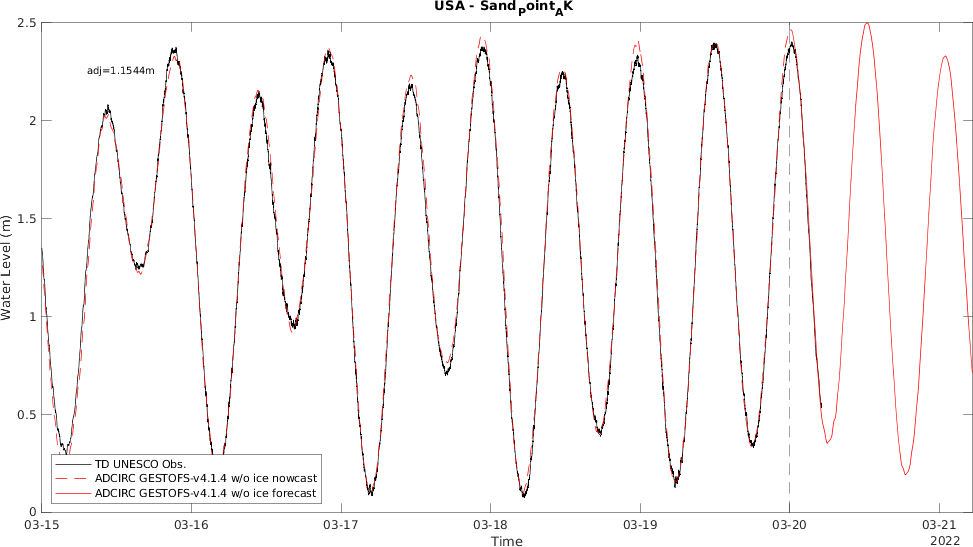 USA - Sand_Point_AK
adj=1.1544m
2.5
2
1.5
1
0.5
0
Water Level (m)
TD UNESCO Obs.
ADCIRC GESTOFS-v4.1.4 w/o ice nowcast
ADCIRC GESTOFS-v4.1.4 w/o ice forecast
03-15 03-16 03-17 03-18 03-19 03-20 03-21
Time
2022